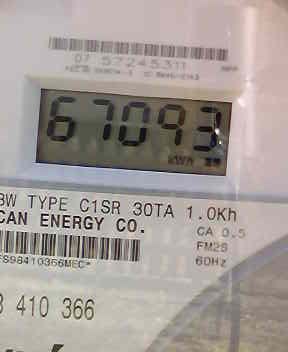 07 57245311
67093
kWh
3W TYPE C1SR 30TA 1.0Kh
CAN ENERGY CO.
CA 0.5
FM2S
60Hz
410 366